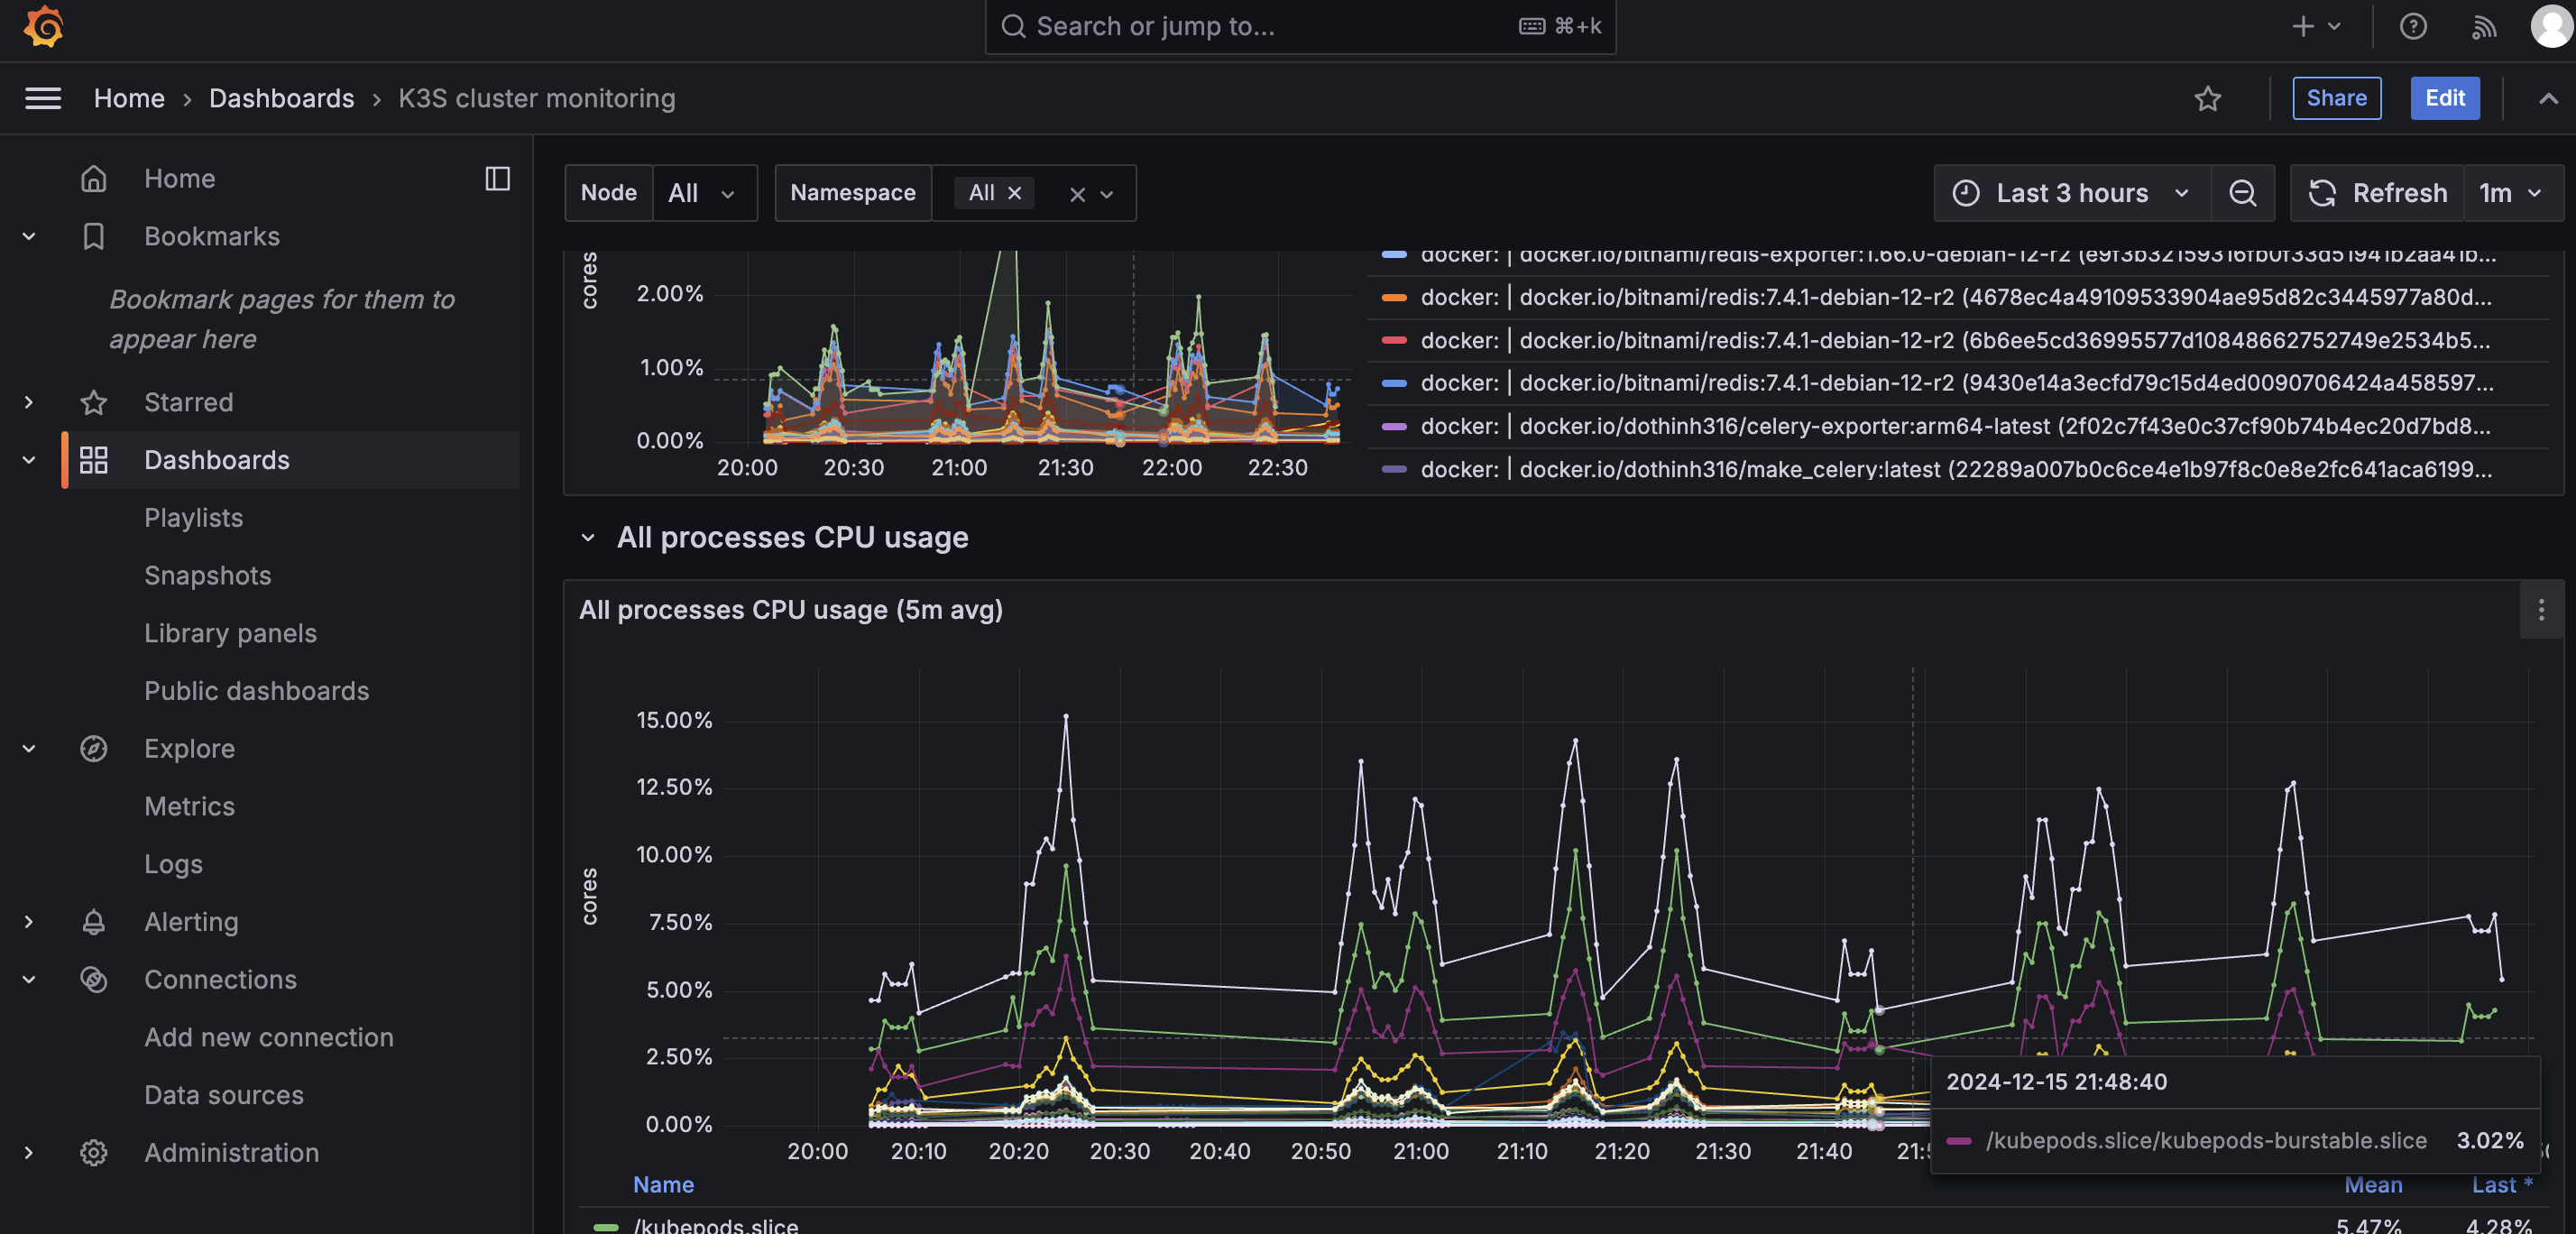 Search or jump to...
⌘+k
Home › Dashboards › K3S cluster monitoring
Share
Edit
Home
Bookmarks
Bookmark pages for them to
appear here
Starred
Dashboards
Playlists
Snapshots
Library panels
Public dashboards
Explore
Metrics
Logs
Alerting
Connections
Add new connection
Data sources
Administration
Node All
Namespace All
Last 3 hours
Refresh 1m
cores
2.00%
1.00%
0.00%
20:00 20:30 21:00 21:30 22:00 22:30
docker: | docker.io/bitnami/redis-exporter:1.66.0-debian-12-r2
docker: | docker.io/bitnami/redis:7.4.1-debian-12-r2 (4678ec4a49109533904ae95d82c3445977a80d...
docker: | docker.io/bitnami/redis:7.4.1-debian-12-r2 (6b6ee5cd36995577d10848662752749e2534b5...
docker: | docker.io/bitnami/redis:7.4.1-debian-12-r2 (9430e14a3ecfd79c15d4ed0090706424a458597...
docker: | docker.io/dothinh316/celery-exporter:arm64-latest (2f02c7f43e0c37cf90b74b4ec20d7bd8...
docker: | docker.io/dothinh316/make_celery:latest (22289a007b0c6ce4e1b97f8c0e8e2fc641aca6199...
All processes CPU usage
All processes CPU usage (5m avg)
cores
15.00%
12.50%
10.00%
7.50%
5.00%
2.50%
0.00%
20:00 20:10 20:20 20:30 20:40 20:50 21:00 21:10 21:20 21:30 21:40
2024-12-15 21:48:40
/kubepods.slice/kubepods-burstable.slice 3.02%
Name Mean Last *
/kubepods.slice 5.47% 4.28%